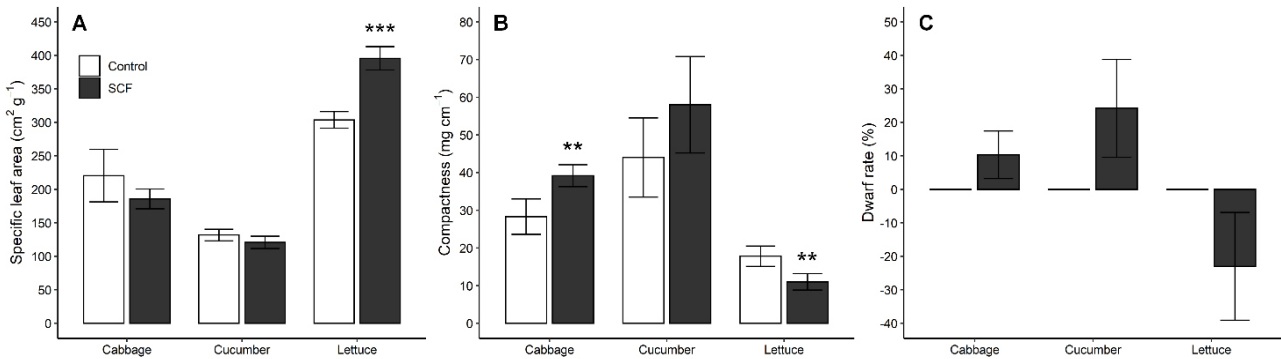 A
Specific leaf area (cm² g⁻¹)
450
400
350
300
250
200
150
100
50
0
Control
SCF
***
Cabbage
Cucumber
Lettuce
B
Compactness (mg cm⁻¹)
80
70
60
50
40
30
20
10
0
**
**
Cabbage
Cucumber
Lettuce
C
Dwarf rate (%)
50
40
30
20
10
0
-10
-20
-30
-40
Cabbage
Cucumber
Lettuce